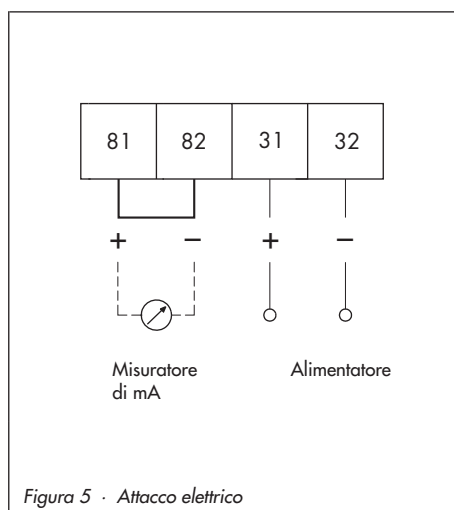 81 82 31 32
+ − + −
Misuratore
di mA
Alimentatore
Figura 5 · Attacco elettrico